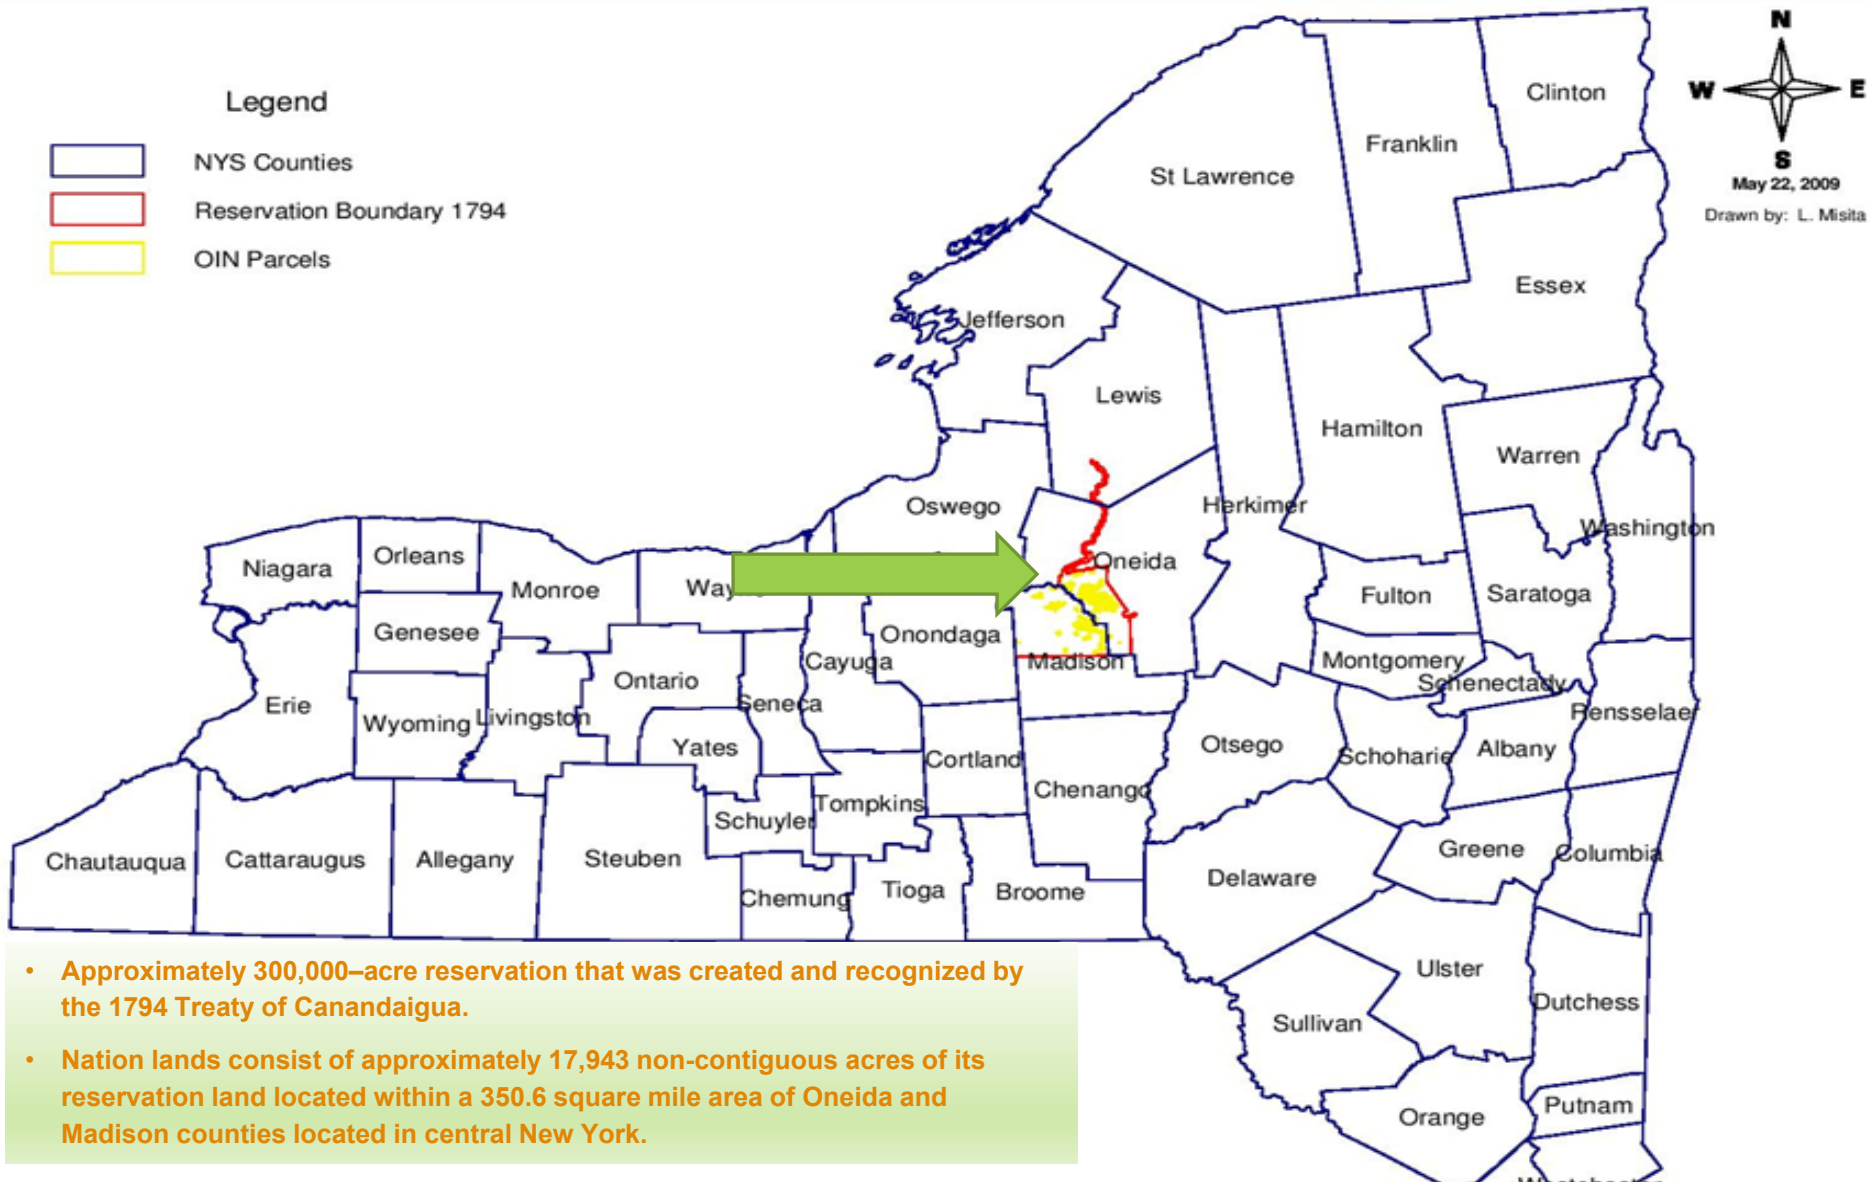 N
W E
S
May 22, 2009
Drawn by: L. Misita
Legend
NYS Counties
Reservation Boundary 1794
OIN Parcels
Clinton
Franklin
St Lawrence
Essex
Jefferson
Lewis
Hamilton
Warren
Oswego
Herkimer
Washington
Niagara
Orleans
Monroe
Way
Oneida
Fulton
Saratoga
Genesee
Onondaga
Cayuga
Madison
Montgomery
Schenectady
Ontario
Seneca
Erie
Wyoming
Livingston
Yates
Rensselaer
Otsego
Schoharie
Albany
Cortland
Chenango
Tompkins
Schuyler
Chautauqua
Cattaraugus
Allegany
Steuben
Greene
Columbia
Delaware
Chemung
Tioga
Broome
Ulster
Dutchess
Sullivan
Orange
Putnam
• Approximately 300,000–acre reservation that was created and recognized by
the 1794 Treaty of Canandaigua.
• Nation lands consist of approximately 17,943 non-contiguous acres of its
reservation land located within a 350.6 square mile area of Oneida and
Madison counties located in central New York.